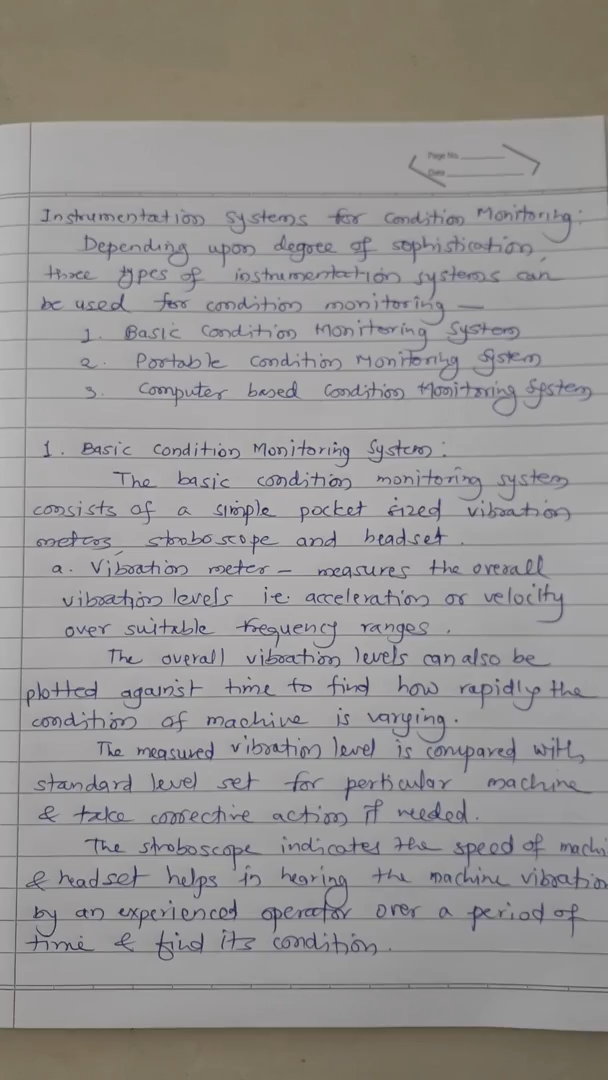 Page No.
Date
Instrumentation Systems for Condition Monitoring:
Depending upon degree of sophistication,
three types of instrumentation systems can
be used for condition monitoring —
1. Basic Condition Monitoring System
2. Portable Condition Monitoring System
3. Computer based Condition Monitoring System
1. Basic Condition Monitoring System:
The basic condition monitoring system
consists of a simple pocket sized vibration
meters, stroboscope and headset.
a. Vibration meter - measures the overall
vibration levels ie. acceleration or velocity
over suitable frequency ranges.
The overall vibration levels can also be
plotted against time to find how rapidly the
condition of machine is varying.
The measured vibration level is compared with
standard level set for perticular machine
& take corrective action if needed.
The stroboscope indicates the speed of machi
& headset helps in hearing the machine vibration
by an experienced operator over a period of
time & find its condition.